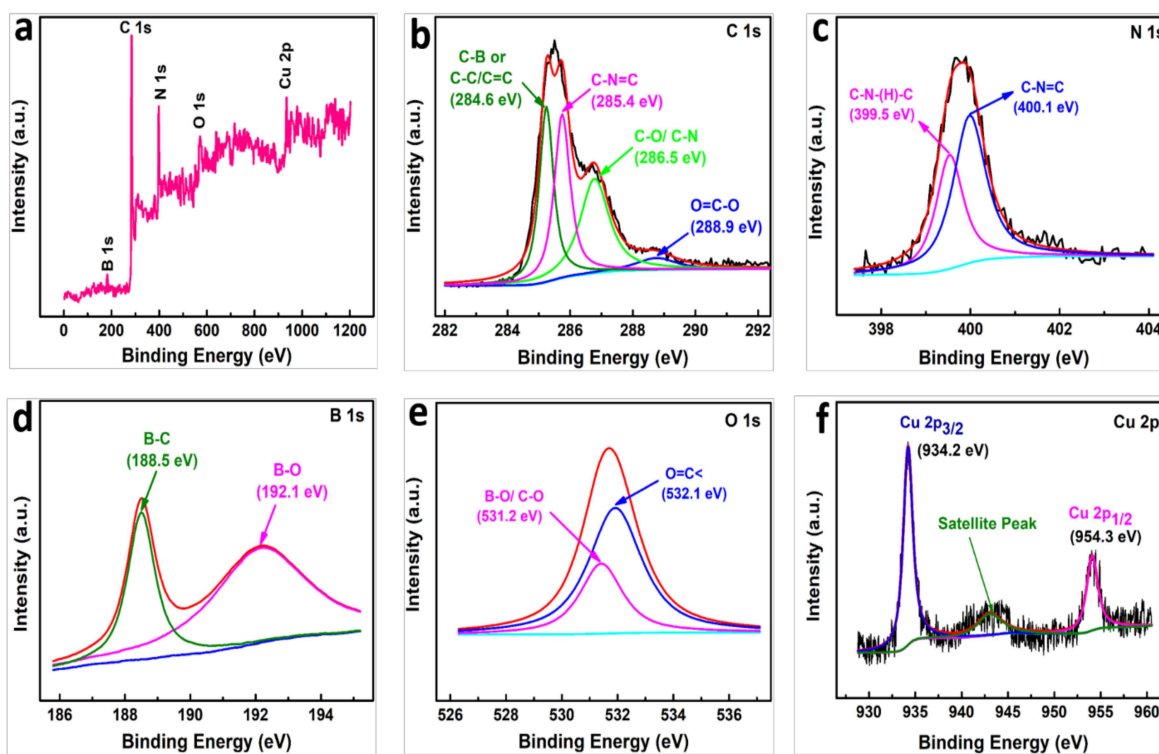 a
C 1s
N 1s
O 1s
Cu 2p
B 1s
Intensity (a.u.)
0 200 400 600 800 1000 1200
Binding Energy (eV)
b
C 1s
C-B or
C-C/C=C
(284.6 eV)
C-N=C
(285.4 eV)
C-O/ C-N
(286.5 eV)
O=C-O
(288.9 eV)
Intensity (a.u.)
282 284 286 288 290 292
Binding Energy (eV)
c
N 1s
C-N-(H)-C
(399.5 eV)
C-N=C
(400.1 eV)
Intensity (a.u.)
398 400 402 404
Binding Energy (eV)
d
B 1s
B-C
(188.5 eV)
B-O
(192.1 eV)
Intensity (a.u.)
186 188 190 192 194
Binding Energy (eV)
e
O 1s
O=C<
(532.1 eV)
B-O/ C-O
(531.2 eV)
Intensity (a.u.)
526 528 530 532 534 536
Binding Energy (eV)
f
Cu 2p
Cu 2p3/2
(934.2 eV)
Satellite Peak
Cu 2p1/2
(954.3 eV)
Intensity (a.u.)
930 935 940 945 950 955 960
Binding Energy (eV)